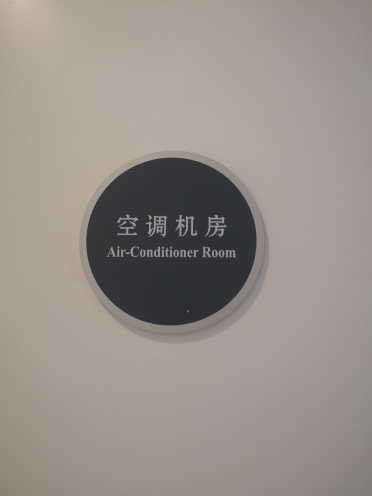 空调机房
Air-Conditioner Room